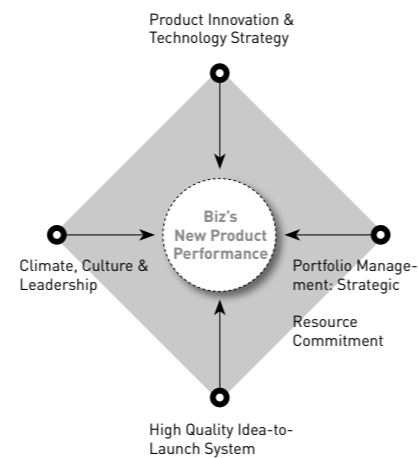 Product Innovation &
Technology Strategy
Biz's
New Product
Performance
Climate, Culture &
Leadership
Portfolio Manage-
ment: Strategic
Resource
Commitment
High Quality Idea-to-
Launch System